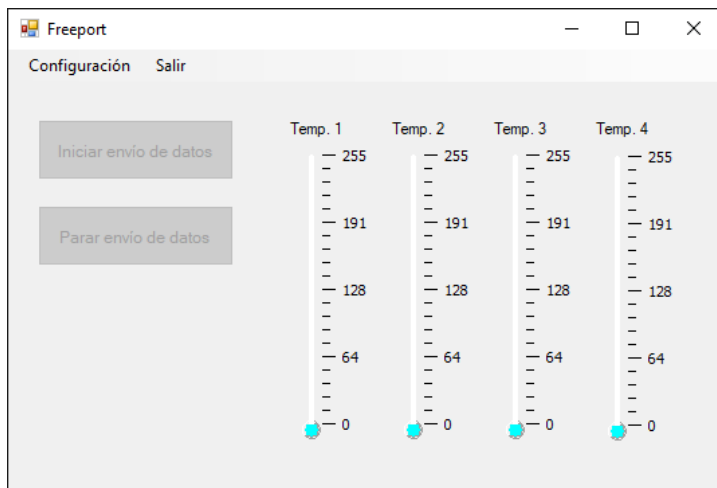 Freeport
Configuración Salir
Iniciar envío de datos
Parar envío de datos
Temp. 1 Temp. 2 Temp. 3 Temp. 4
255 255 255 255
191 191 191 191
128 128 128 128
64 64 64 64
0 0 0 0